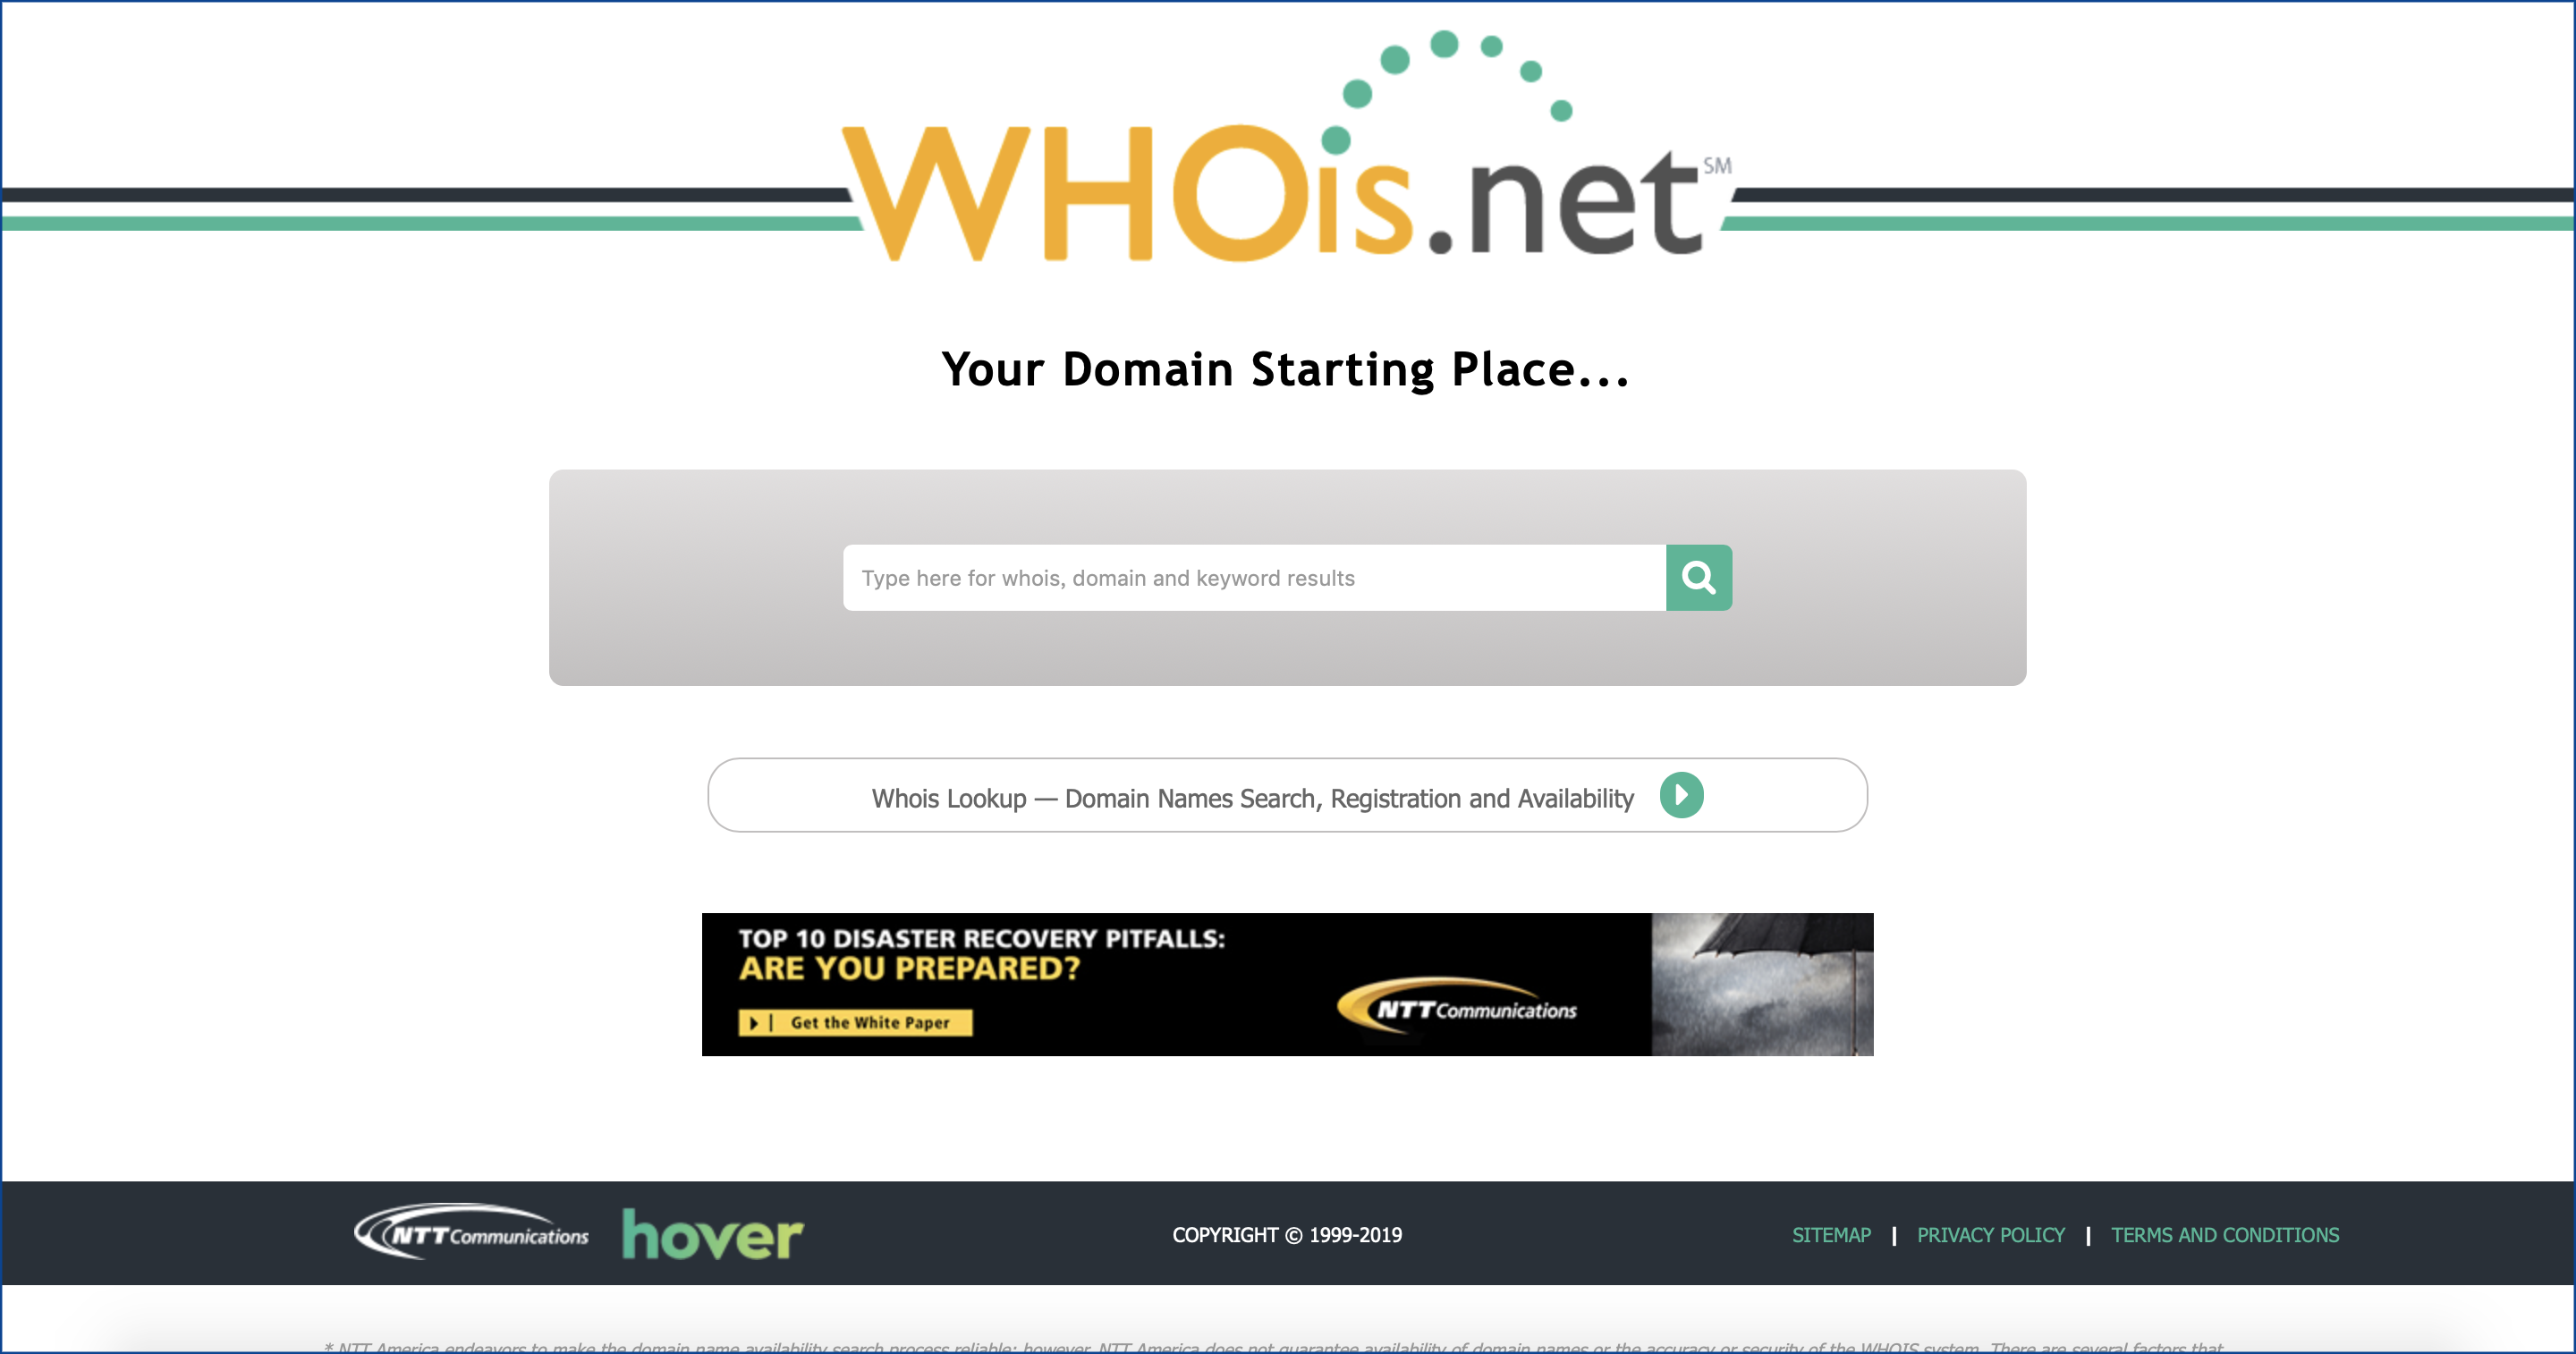 WHOis.net SM
Your Domain Starting Place...
Type here for whois, domain and keyword results
Whois Lookup — Domain Names Search, Registration and Availability
TOP 10 DISASTER RECOVERY PITFALLS:
ARE YOU PREPARED?
Get the White Paper
NTT Communications
NTT Communications hover COPYRIGHT © 1999-2019 SITEMAP | PRIVACY POLICY | TERMS AND CONDITIONS
* NTT America endeavors to make the domain name availability search process reliable; however, NTT America does not guarantee availability of domain names or the accuracy or security of the WHOIS system. There are several factors that